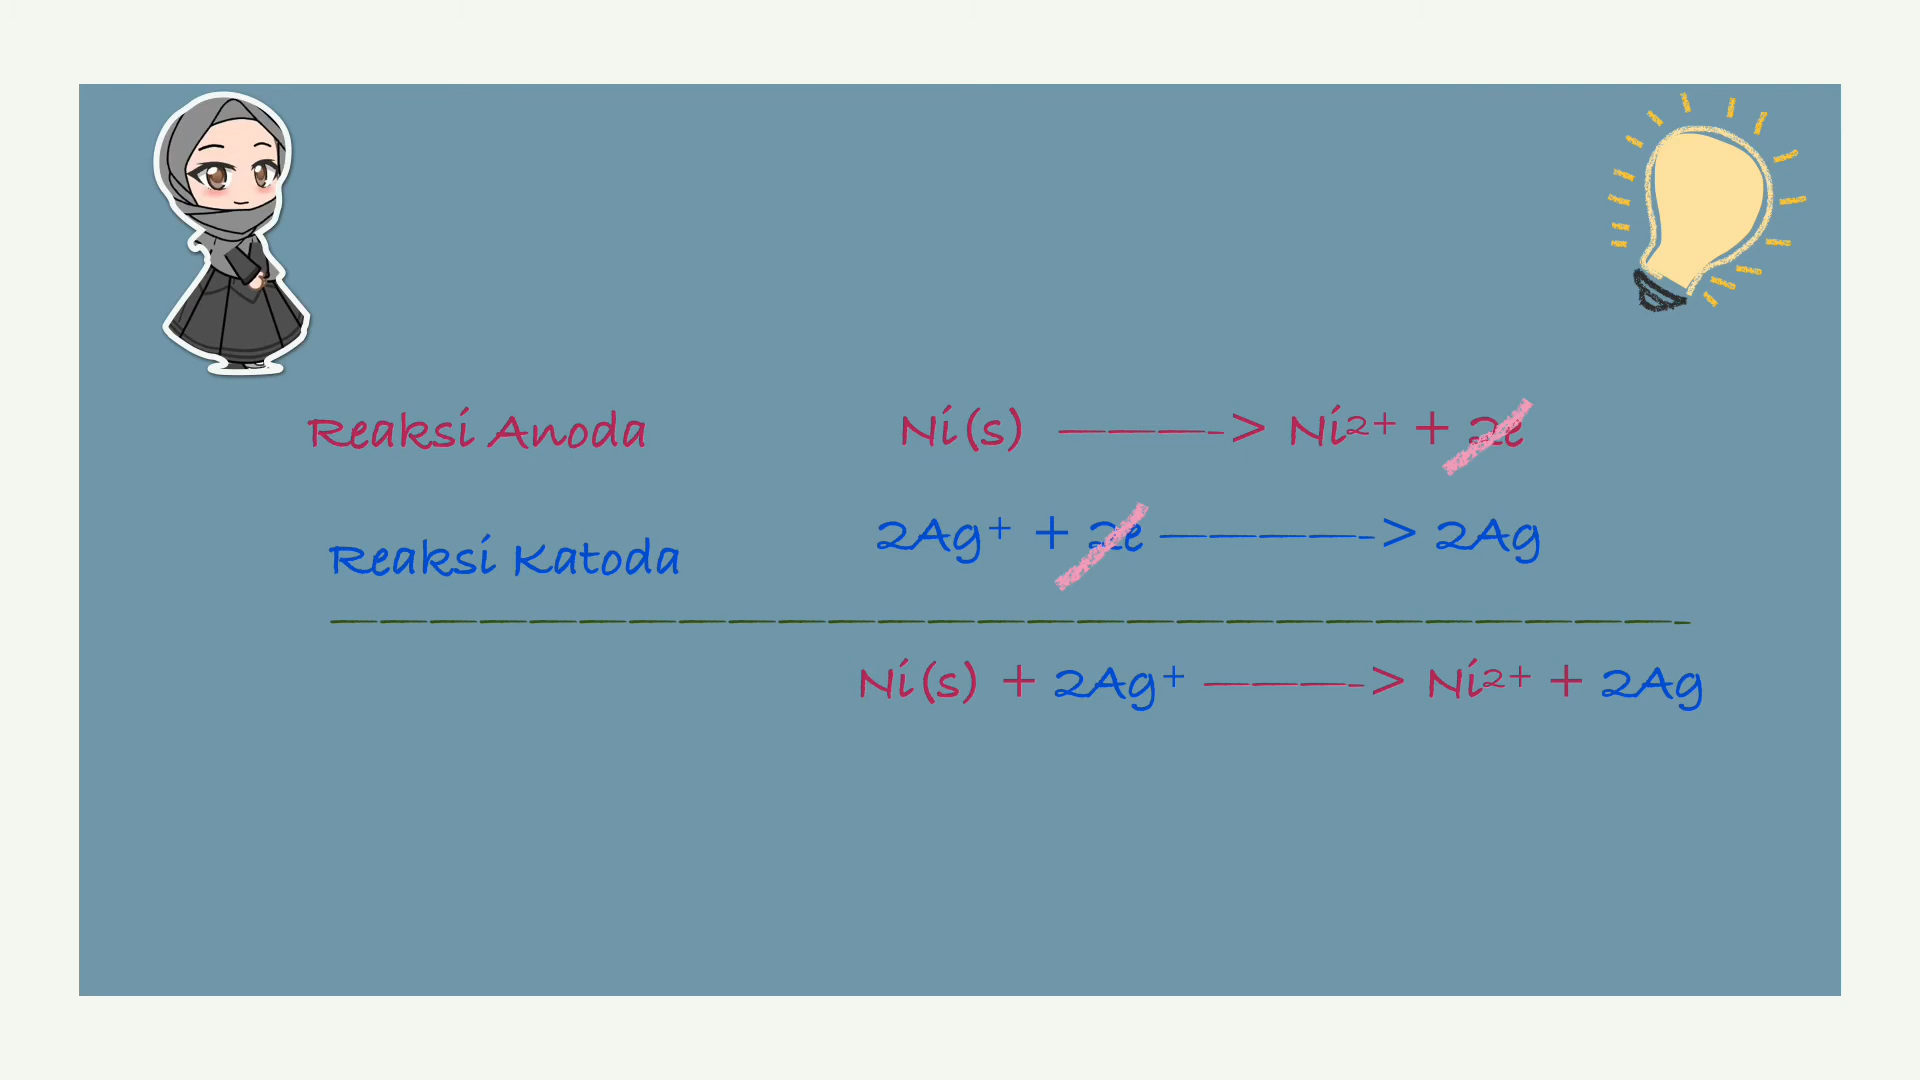 Reaksi Anoda Ni(s) ————-> Ni2+ + 2e
2Ag+ + 2e —————-> 2Ag
Reaksi Katoda
———————————————————————————-
Ni(s) + 2Ag+ ————-> Ni2+ + 2Ag